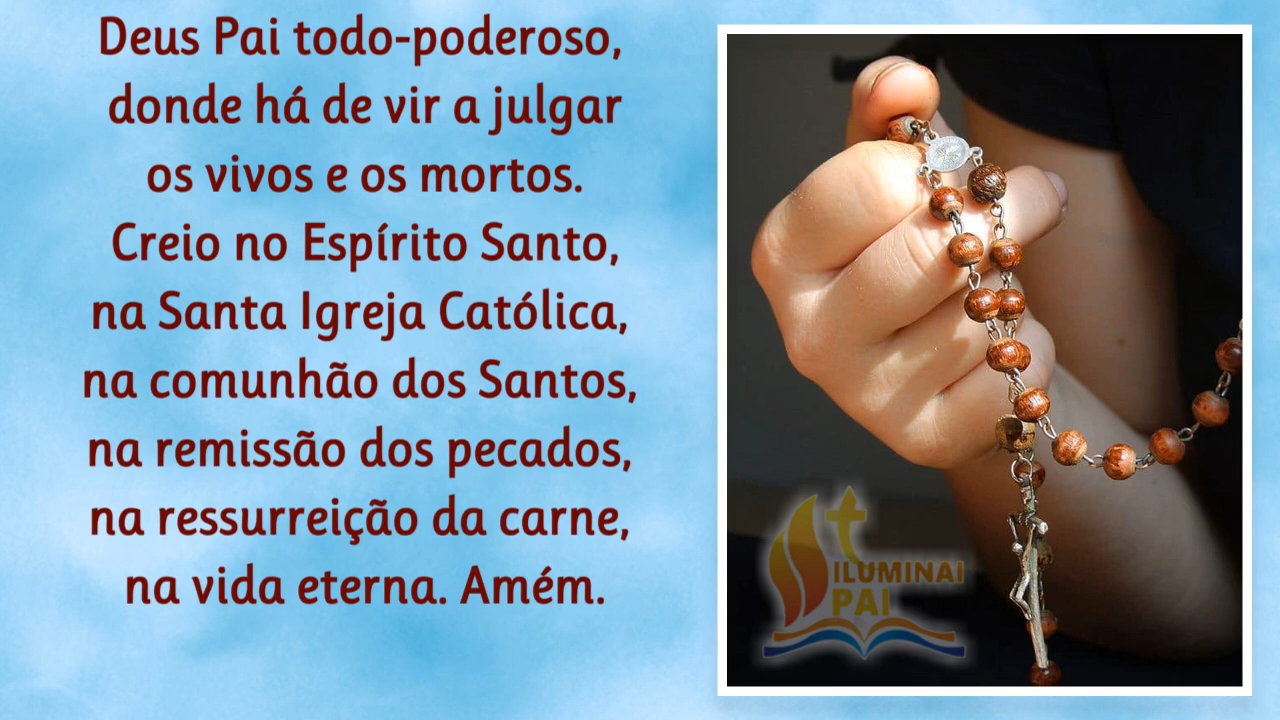 Deus Pai todo-poderoso,
donde há de vir a julgar
os vivos e os mortos.
Creio no Espírito Santo,
na Santa Igreja Católica,
na comunhão dos Santos,
na remissão dos pecados,
na ressurreição da carne,
na vida eterna. Amém.
ILUMINAI
PAI